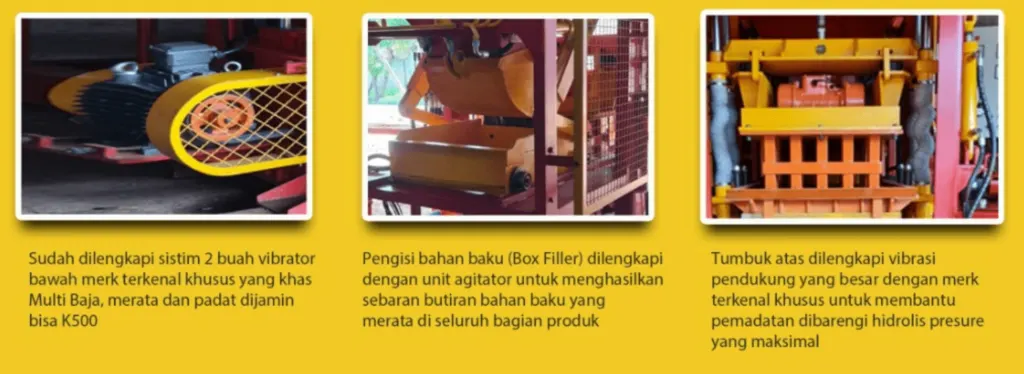 Sudah dilengkapi sistim 2 buah vibrator
bawah merk terkenal khusus yang khas
Multi Baja, merata dan padat dijamin
bisa K500
Pengisi bahan baku (Box Filler) dilengkapi
dengan unit agitator untuk menghasilkan
sebaran butiran bahan baku yang
merata di seluruh bagian produk
Tumbuk atas dilengkapi vibrasi
pendukung yang besar dengan merk
terkenal khusus untuk membantu
pemadatan dibarengi hidrolis presure
yang maksimal